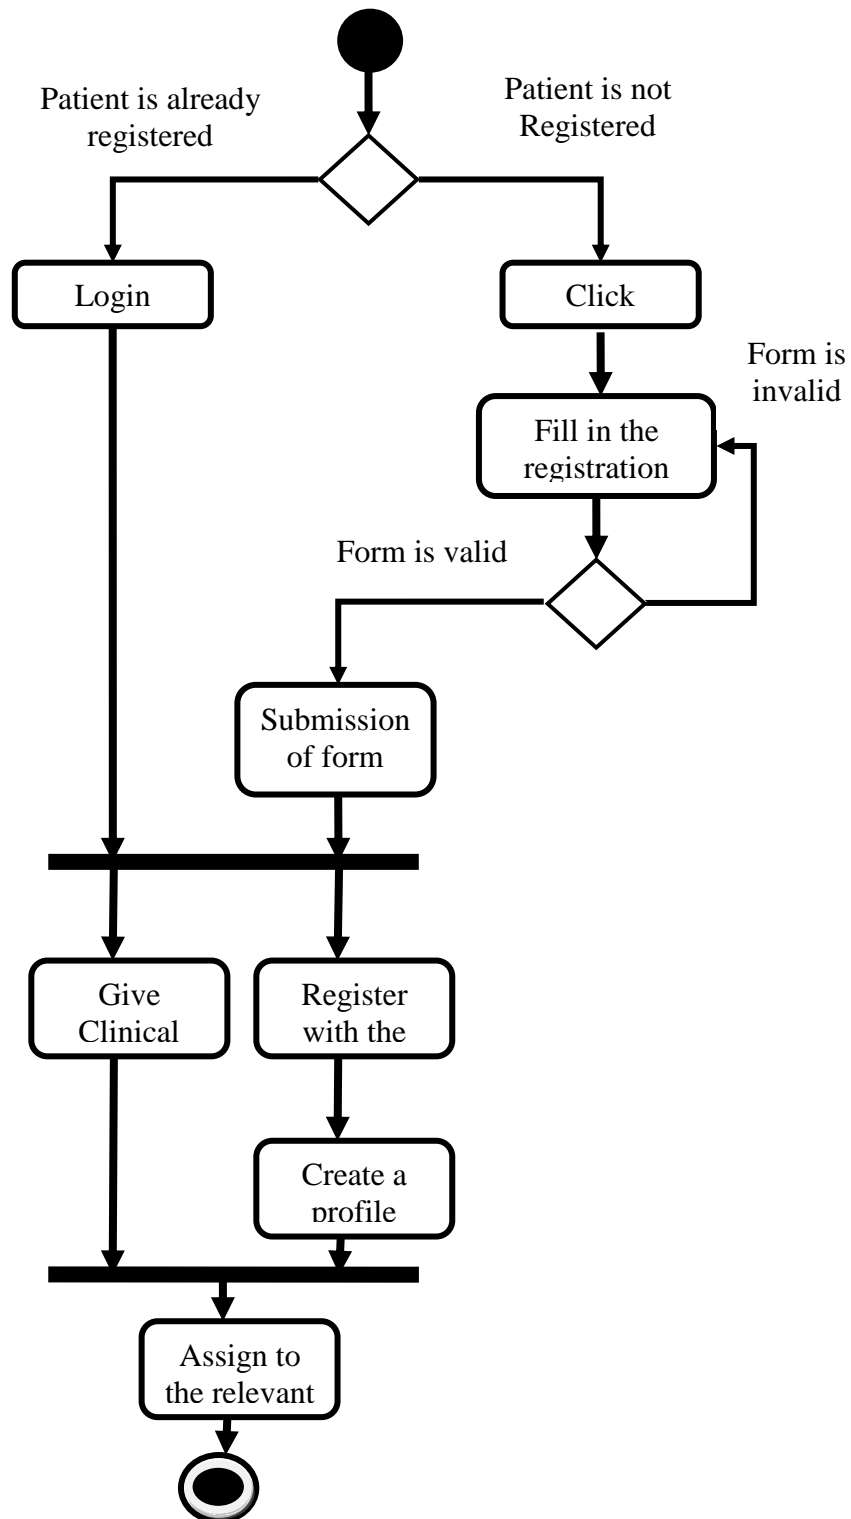 Patient is already
registered
Patient is not
Registered
Login
Click
Form is
invalid
Fill in the
registration
Form is valid
Submission
of form
Give
Clinical
Register
with the
Create a
profile
Assign to
the relevant